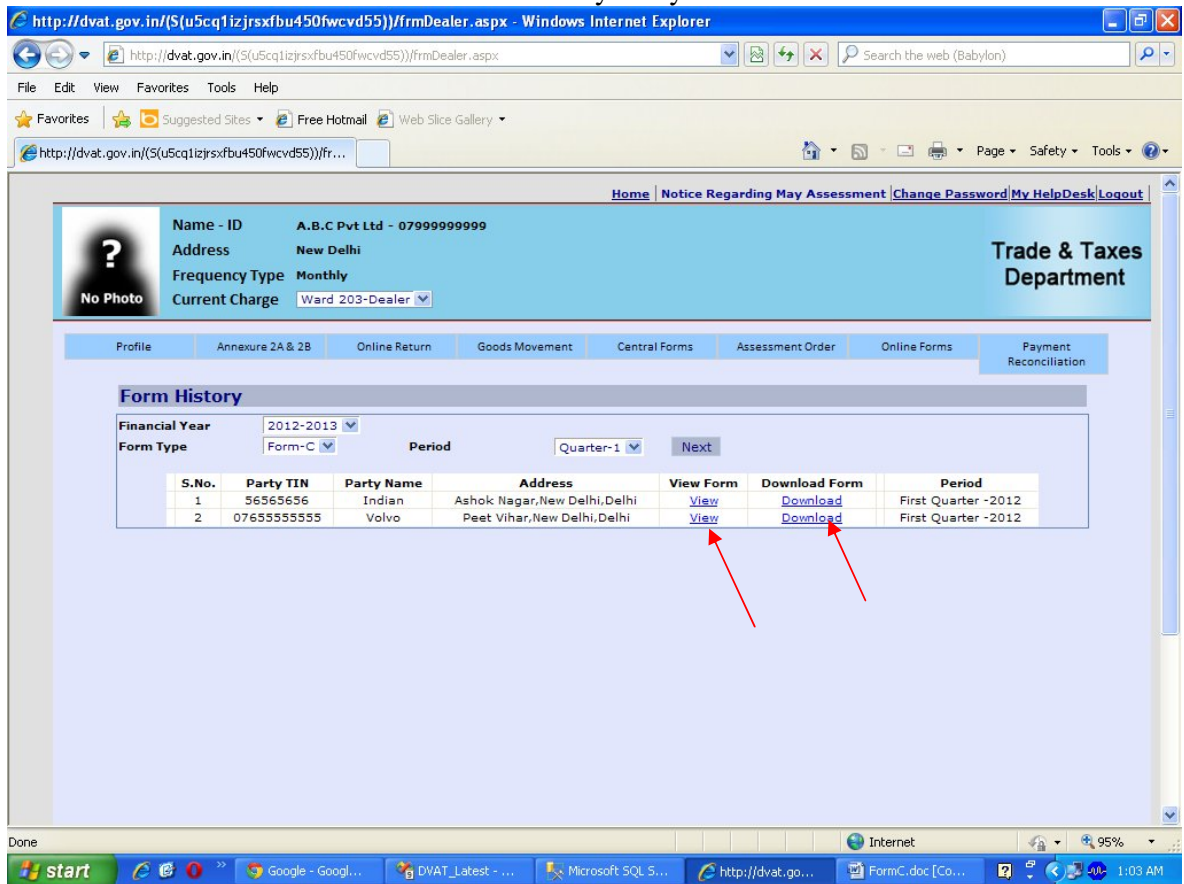 http://dvat.gov.in/(S(u5cq1izjrsxfbu450fwcvd55))/frmDealer.aspx - Windows Internet Explorer
http://dvat.gov.in/(S(u5cq1izjrsxfbu450fwcvd55))/frmDealer.aspx Search the web (Babylon)
File Edit View Favorites Tools Help
Favorites Suggested Sites Free Hotmail Web Slice Gallery
http://dvat.gov.in/(S(u5cq1izjrsxfbu450fwcvd55))/fr... Page Safety Tools
Home | Notice Regarding May Assessment |Change Password|My HelpDesk|Logout |
Name - ID A.B.C Pvt Ltd - 07999999999
Address New Delhi
Frequency Type Monthly
Current Charge Ward 203-Dealer
?
No Photo
Trade & Taxes
Department
Profile Annexure 2A & 2B Online Return Goods Movement Central Forms Assessment Order Online Forms Payment Reconciliation
Form History
Financial Year 2012-2013
Form Type Form-C Period Quarter-1 Next
S.No. Party TIN Party Name Address View Form Download Form Period
1 56565656 Indian Ashok Nagar,New Delhi,Delhi View Download First Quarter -2012
2 07655555555 Volvo Peet Vihar,New Delhi,Delhi View Download First Quarter -2012
Done Internet 95%
start Google - Googl... DVAT_Latest - ... Microsoft SQL S... http://dvat.go... FormC.doc [Co... 1:03 AM